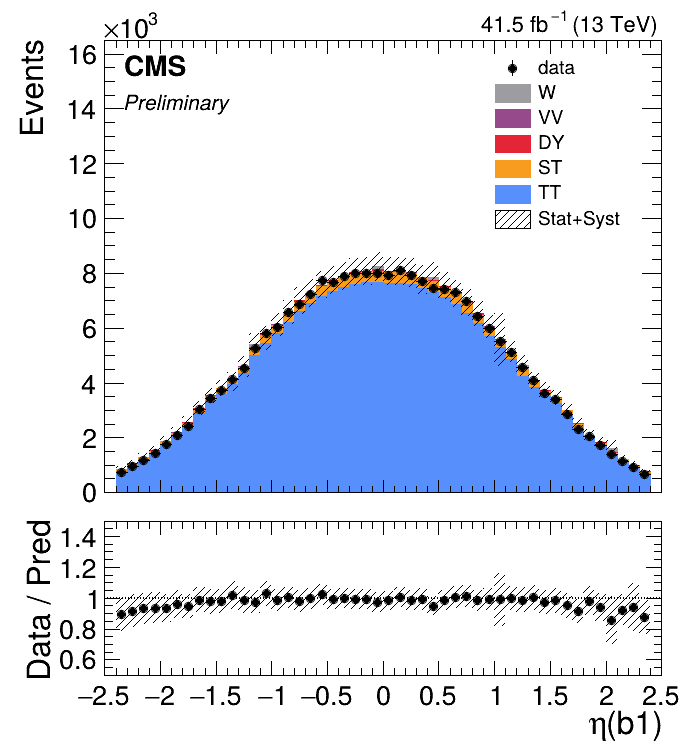 ×10³
41.5 fb⁻¹ (13 TeV)
Events
CMS
Preliminary
data
W
VV
DY
ST
TT
Stat+Syst
16
14
12
10
8
6
4
2
0
Data / Pred
1.4
1.2
1
0.8
0.6
−2.5 −2 −1.5 −1 −0.5 0 0.5 1 1.5 2 2.5
η(b1)